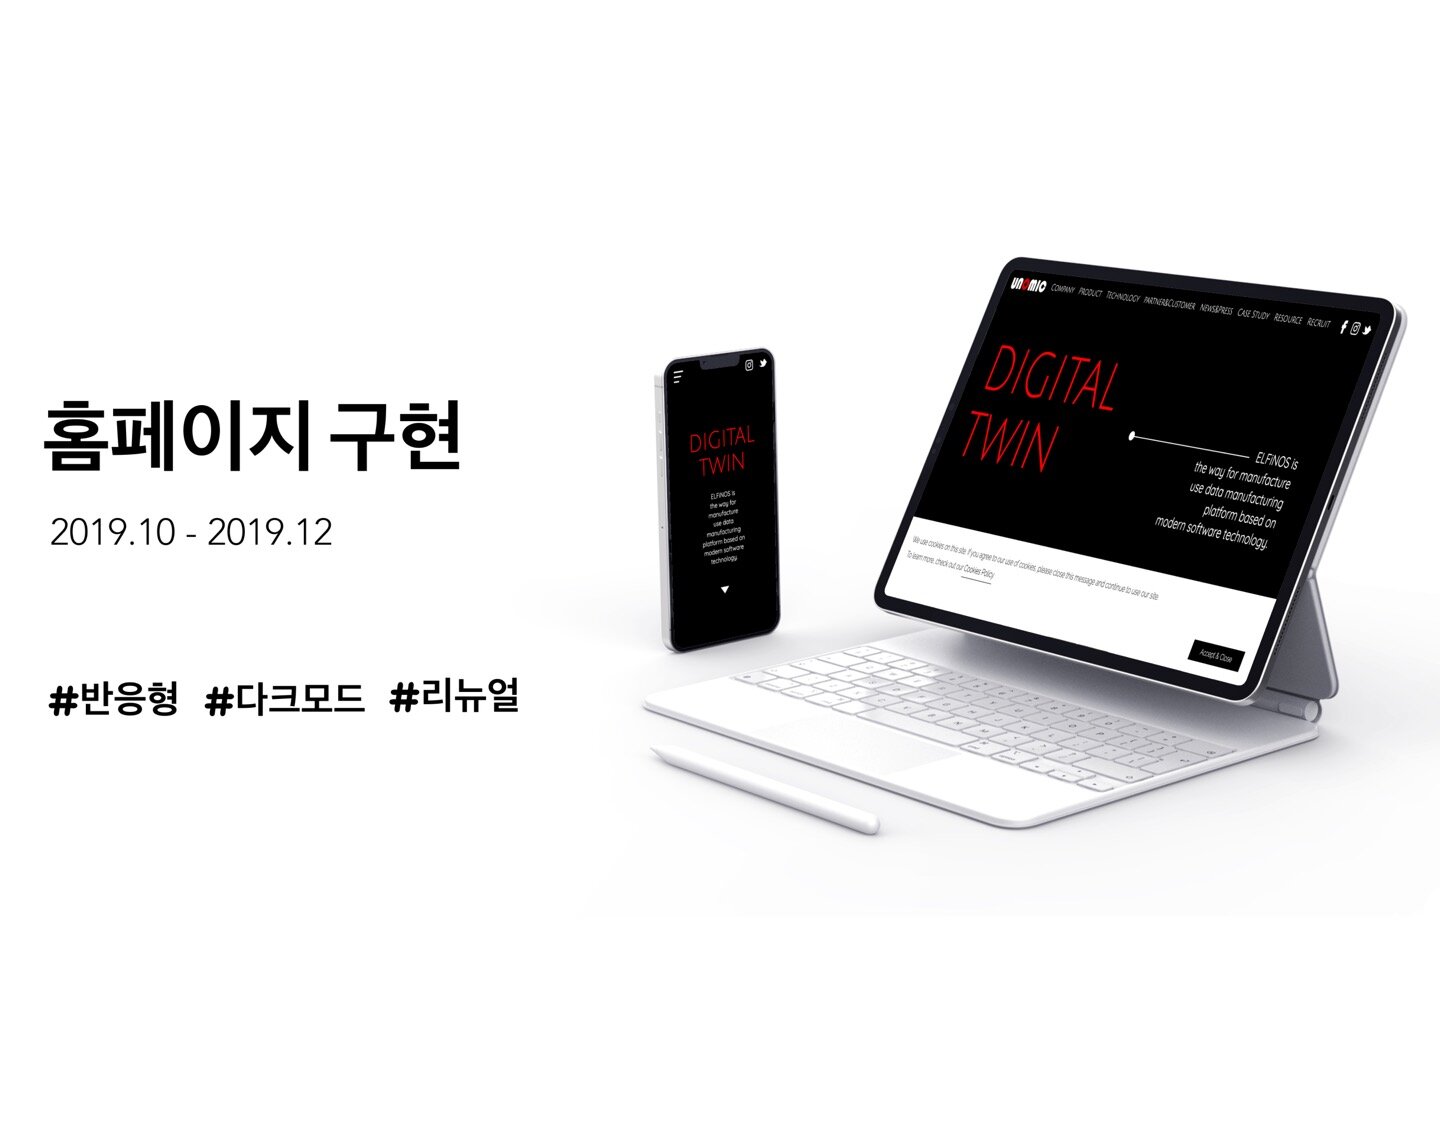 홈페이지 구현
2019.10 - 2019.12
#반응형 #다크모드 #리뉴얼
DIGITAL
TWIN
ELFiNOS is
the way for
manufacture
use data
manufacturing
platform based on
modern software
technology.
UNOMIC COMPANY PRODUCT TECHNOLOGY PARTNER&CUSTOMER NEWS&PRESS CASE STUDY RESOURCE RECRUIT
DIGITAL
TWIN
ELFiNOS is
the way for manufacture
use data manufacturing
platform based on
modern software technology.
We use cookies on this site. If you agree to our use of cookies, please close this message and continue to use our site.
To learn more, check out our Cookies Policy
Accept & Close